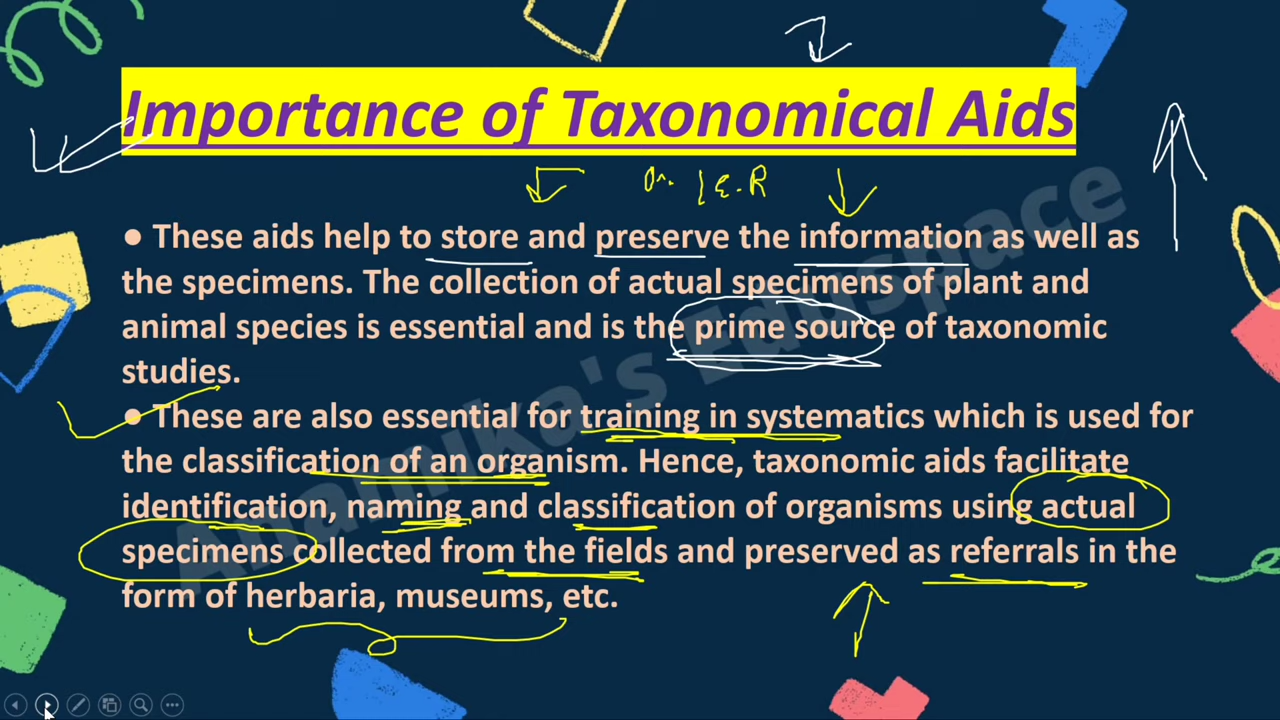 Importance of Taxonomical Aids
● These aids help to store and preserve the information as well as
the specimens. The collection of actual specimens of plant and
animal species is essential and is the prime source of taxonomic
studies.
● These are also essential for training in systematics which is used for
the classification of an organism. Hence, taxonomic aids facilitate
identification, naming and classification of organisms using actual
specimens collected from the fields and preserved as referrals in the
form of herbaria, museums, etc.
Anamika's Eduspace